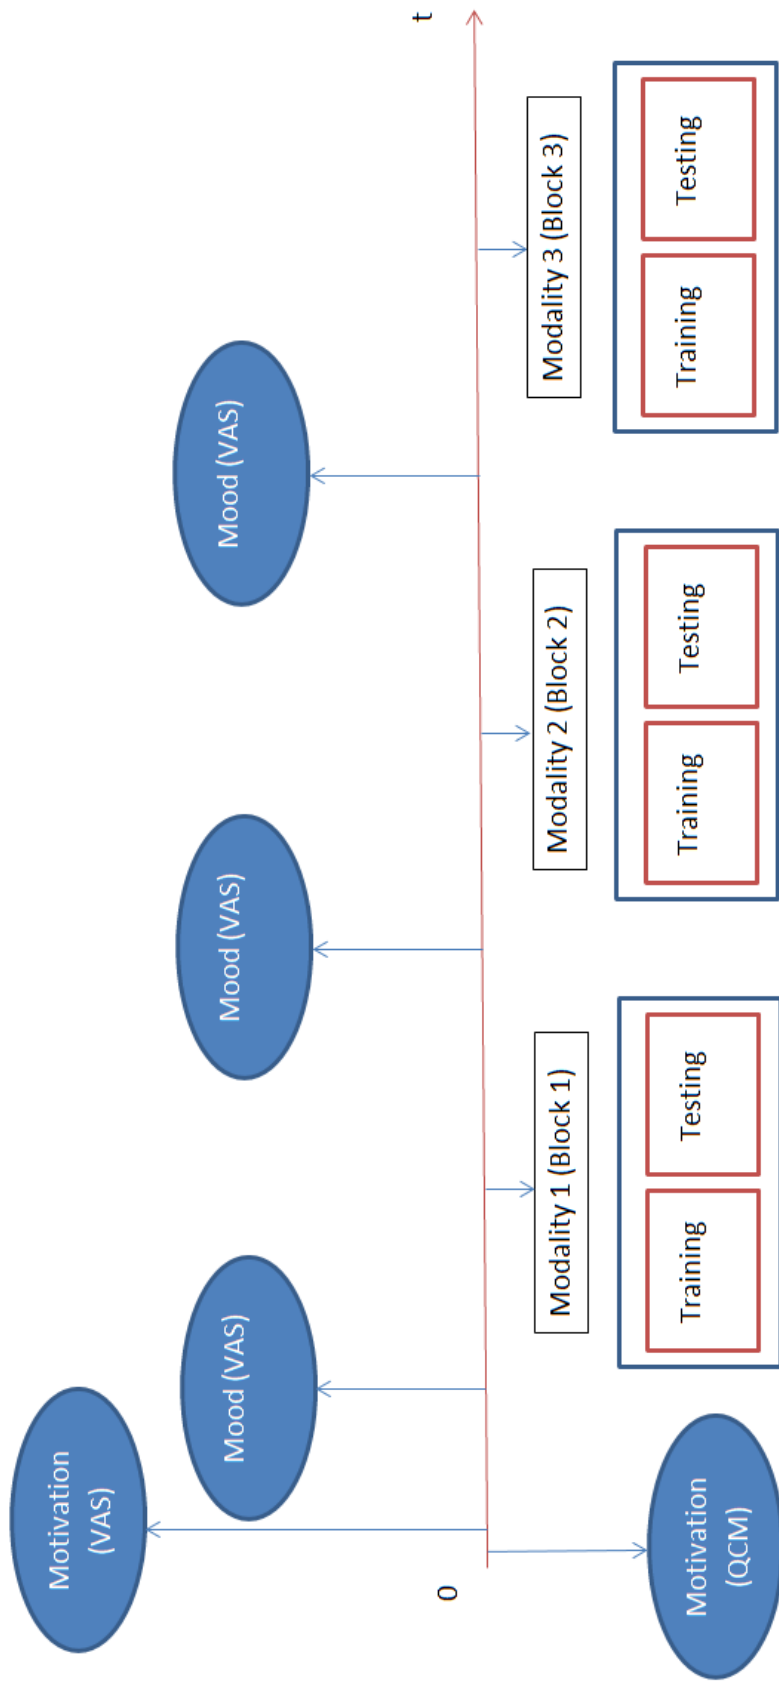 Motivation
(VAS)
Mood (VAS)
Mood (VAS)
Mood (VAS)
0
t
Modality 1 (Block 1)
Modality 2 (Block 2)
Modality 3 (Block 3)
Motivation
(QCM)
Training
Testing
Training
Testing
Training
Testing